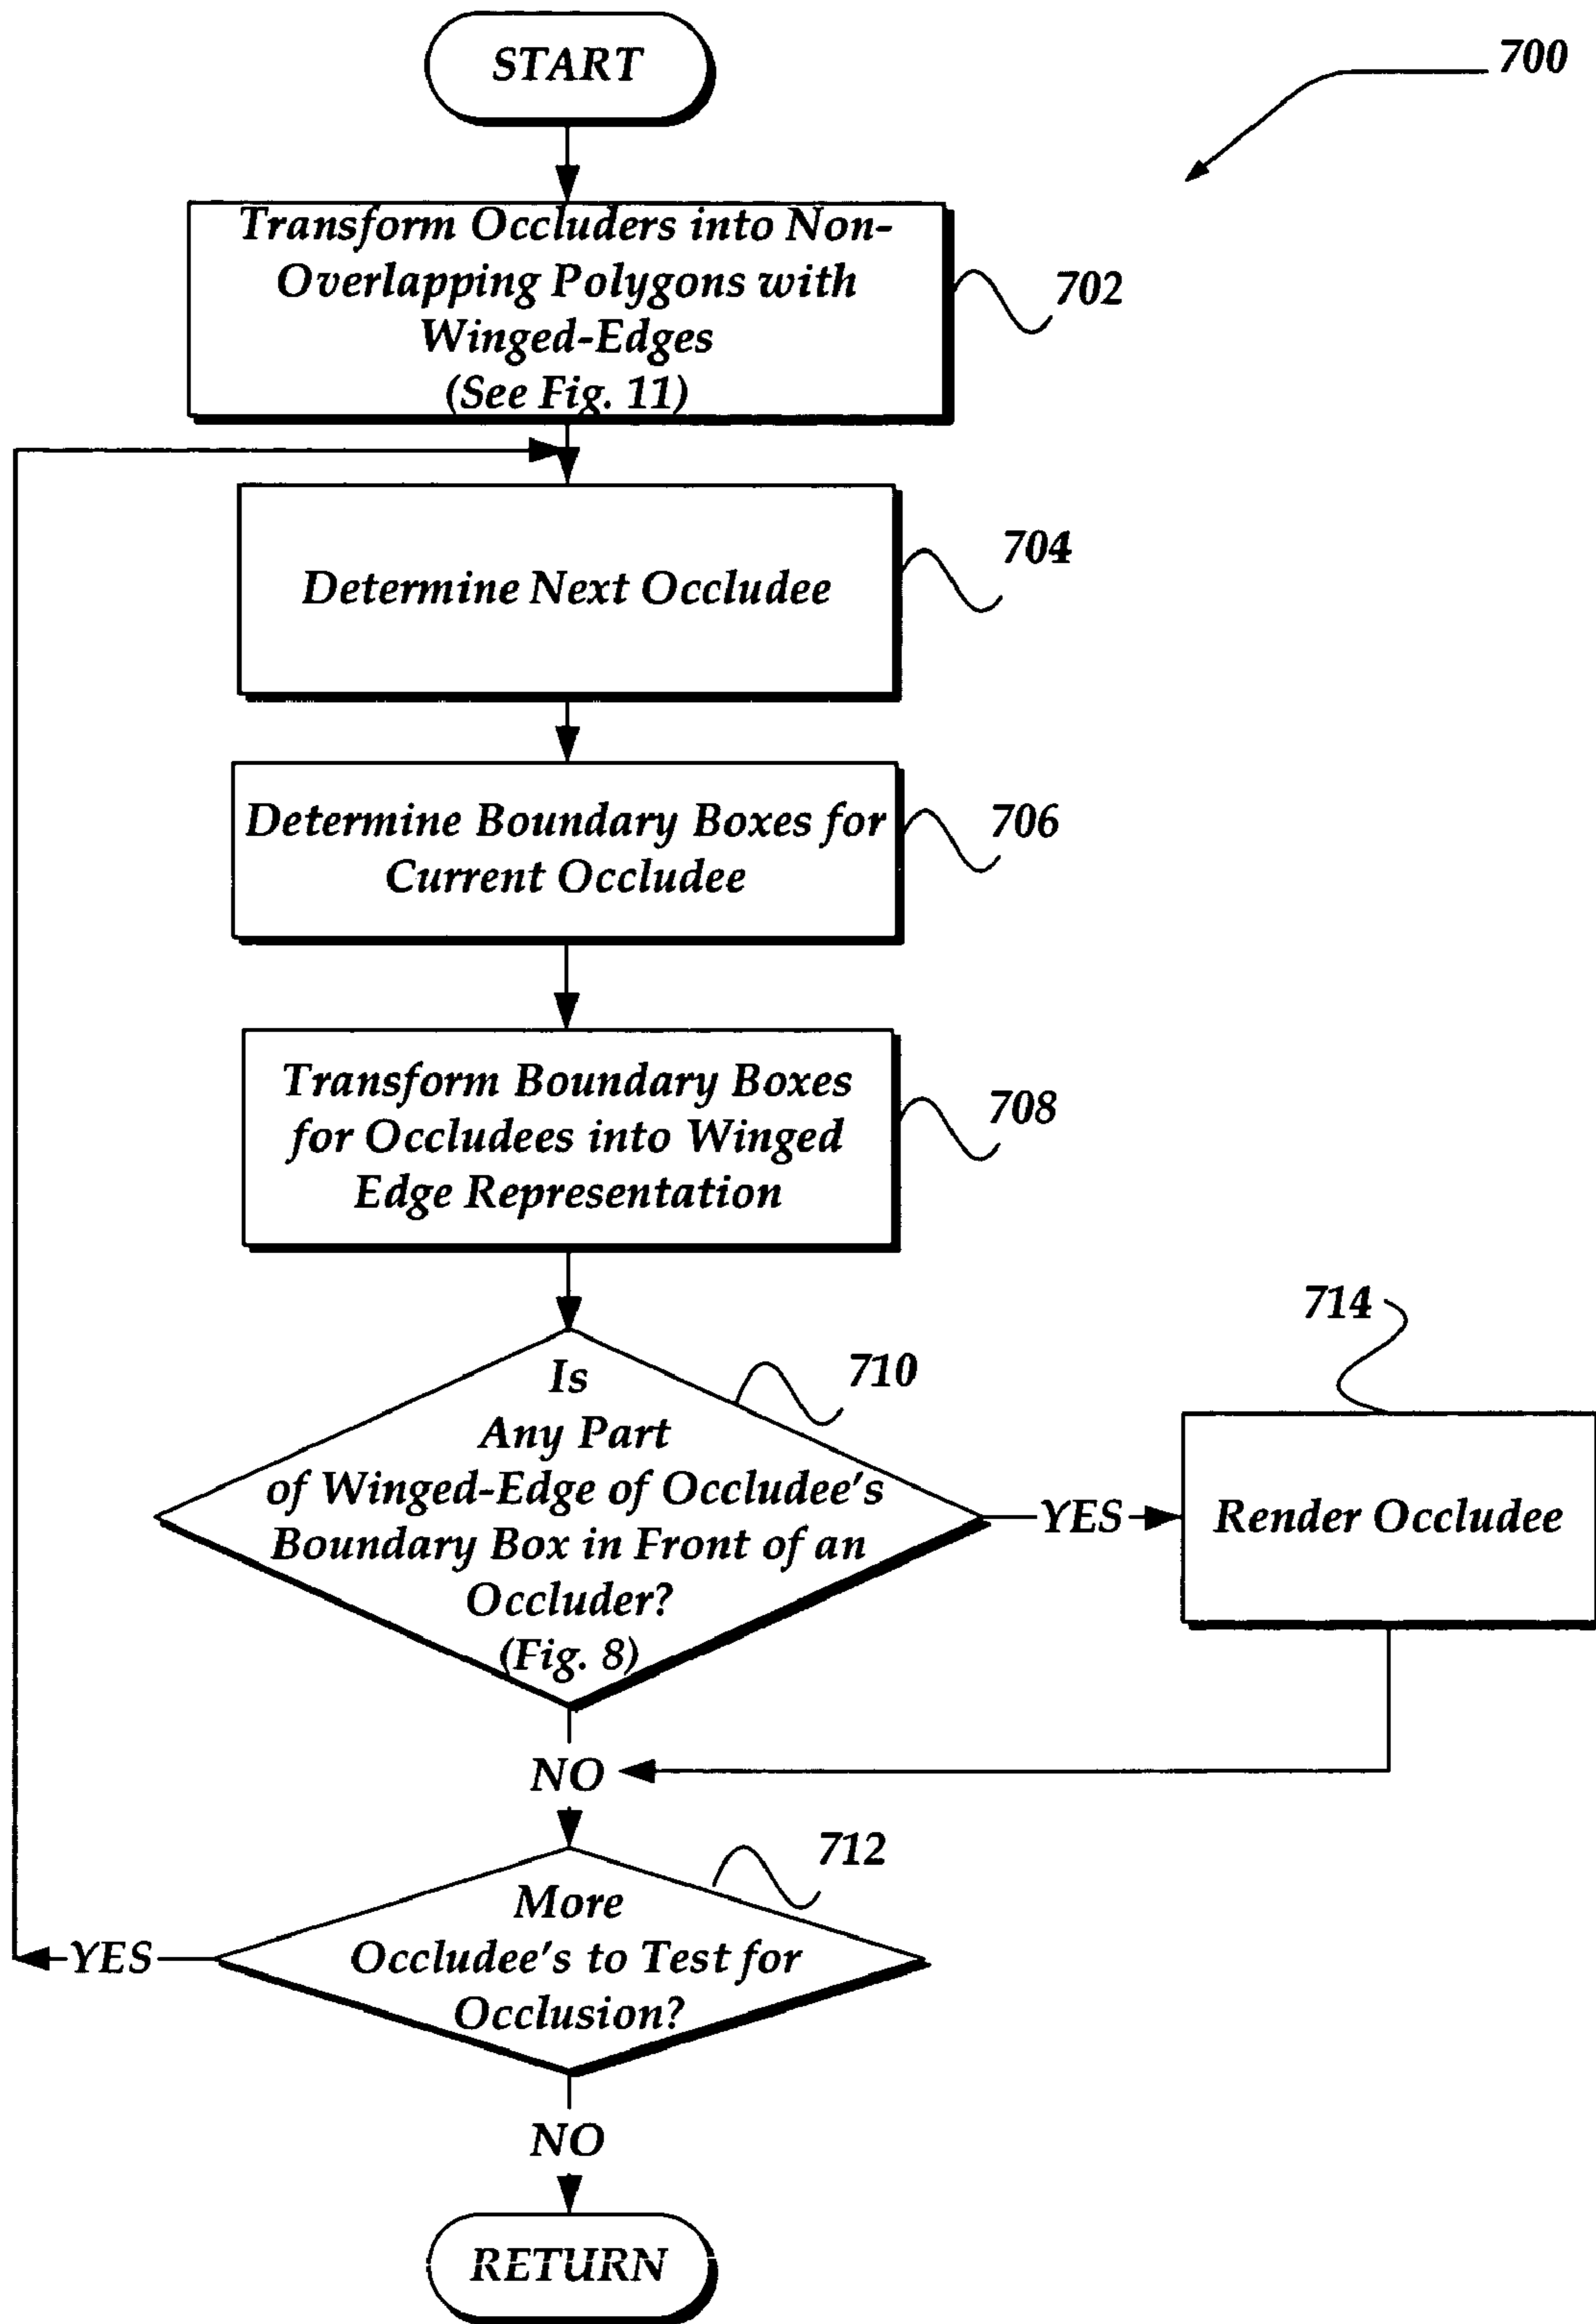 START
700
Transform Occluders into Non-
Overlapping Polygons with
Winged-Edges
(See Fig. 11)
702
Determine Next Occludee
704
Determine Boundary Boxes for
Current Occludee
706
Transform Boundary Boxes
for Occludees into Winged
Edge Representation
708
Is
Any Part
of Winged-Edge of Occludee's
Boundary Box in Front of an
Occluder?
(Fig. 8)
710
YES
714
Render Occludee
NO
712
More
Occludee's to Test for
Occlusion?
YES
NO
RETURN